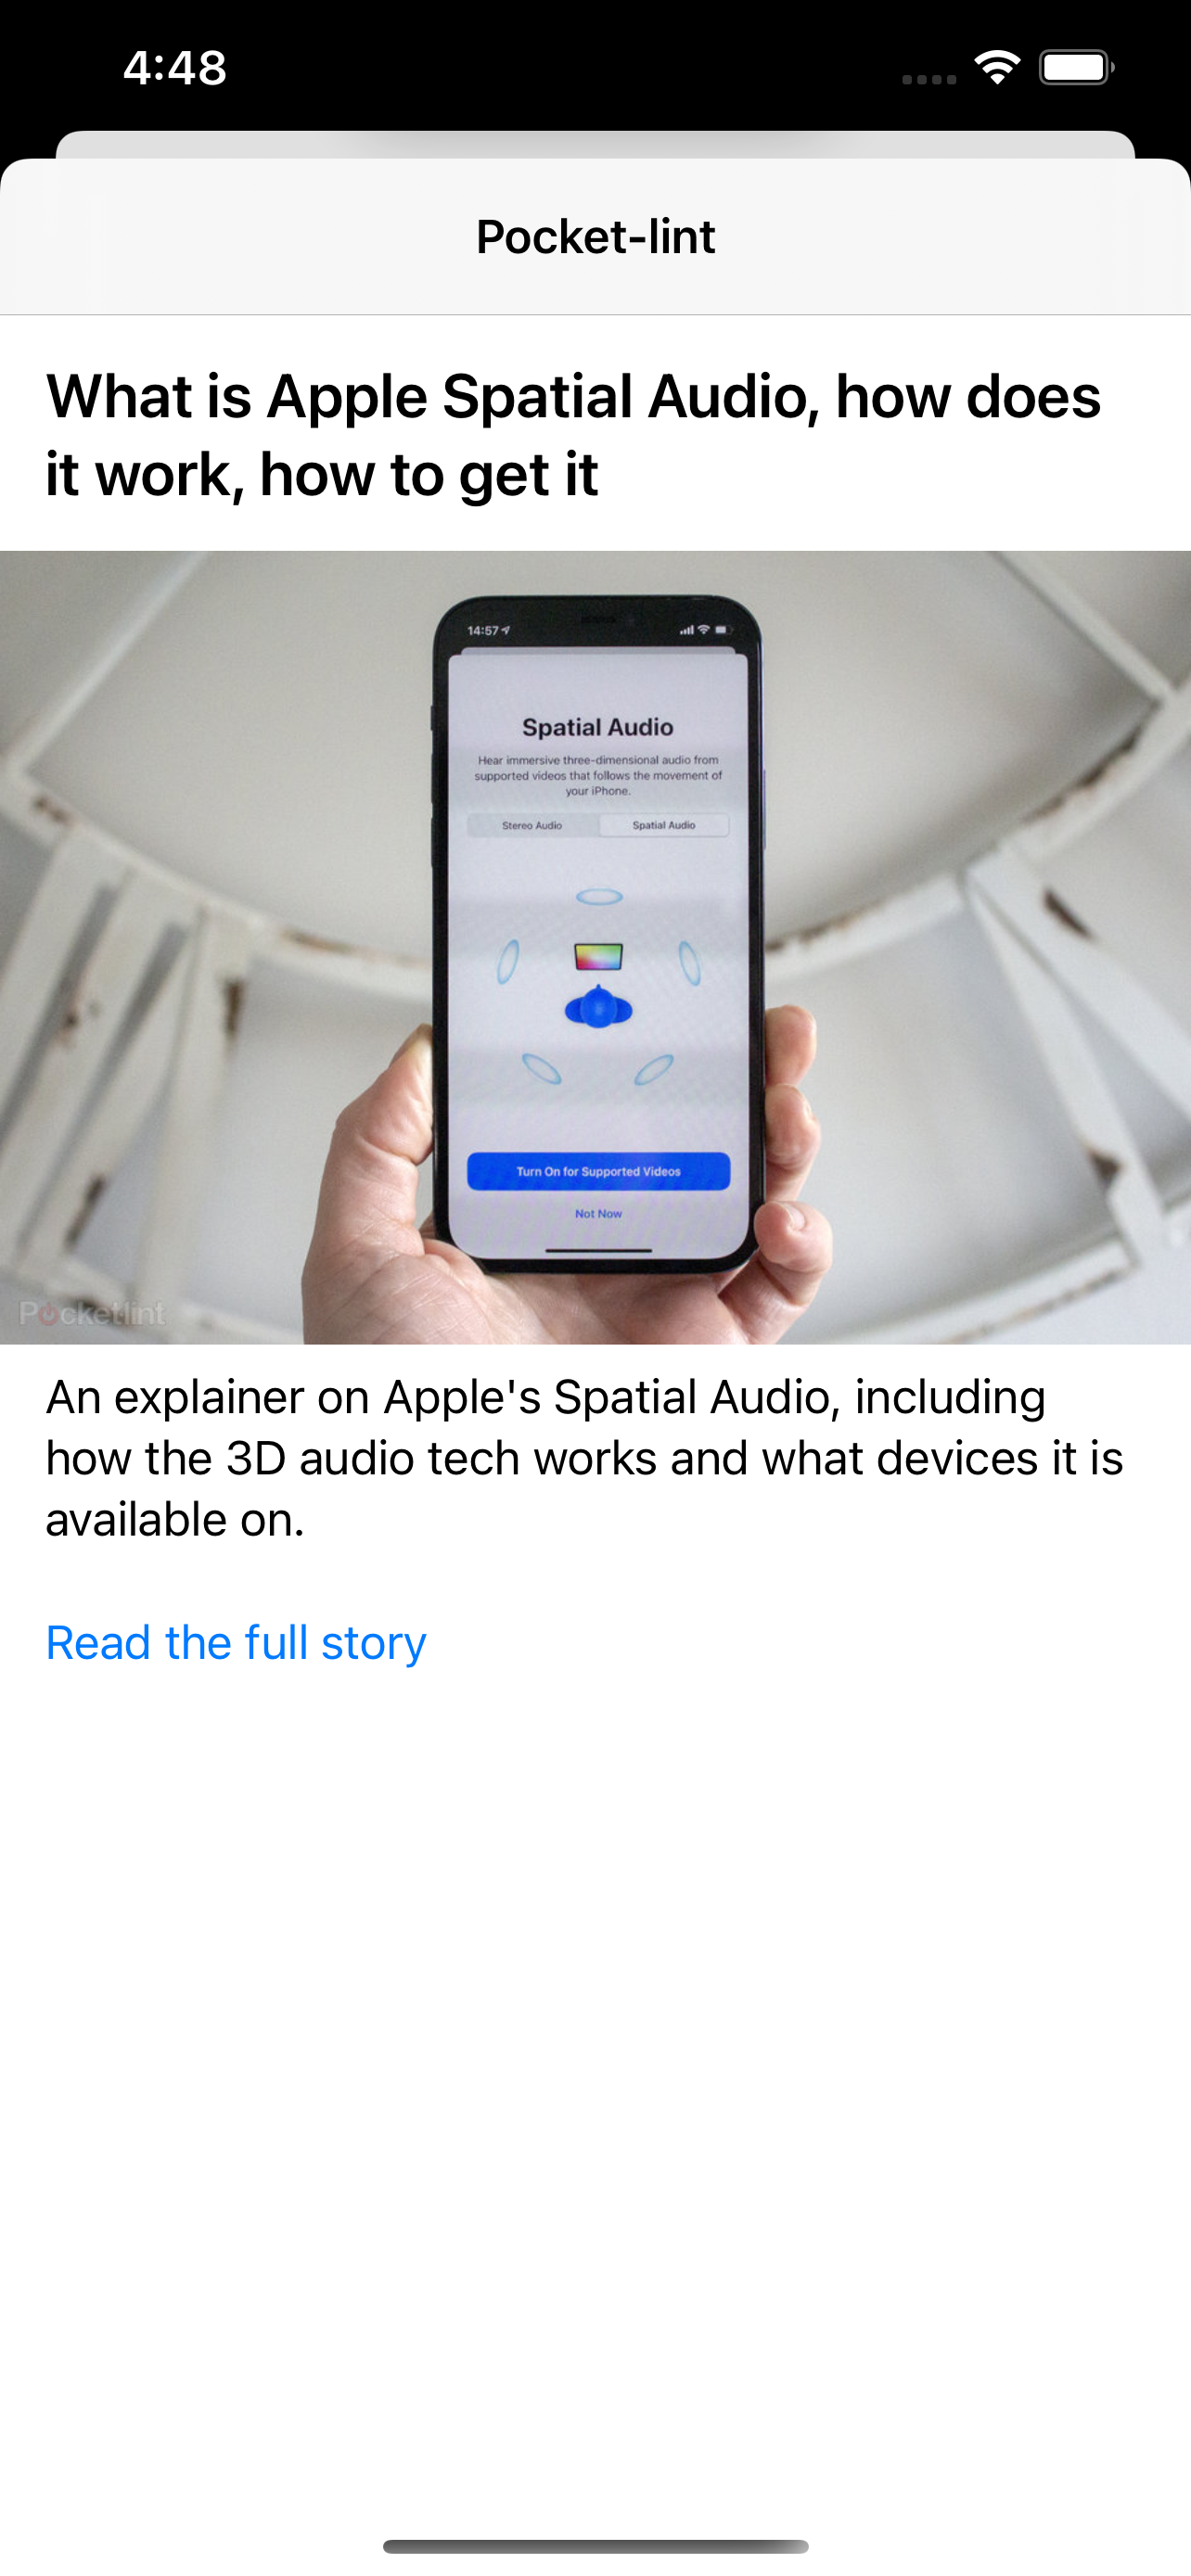 4:48
Pocket-lint
What is Apple Spatial Audio, how does
it work, how to get it
14:57
Spatial Audio
Hear immersive three-dimensional audio from
supported videos that follows the movement of
your iPhone.
Stereo Audio
Spatial Audio
Turn On for Supported Videos
Not Now
Pocketlint
An explainer on Apple's Spatial Audio, including
how the 3D audio tech works and what devices it is
available on.
Read the full story